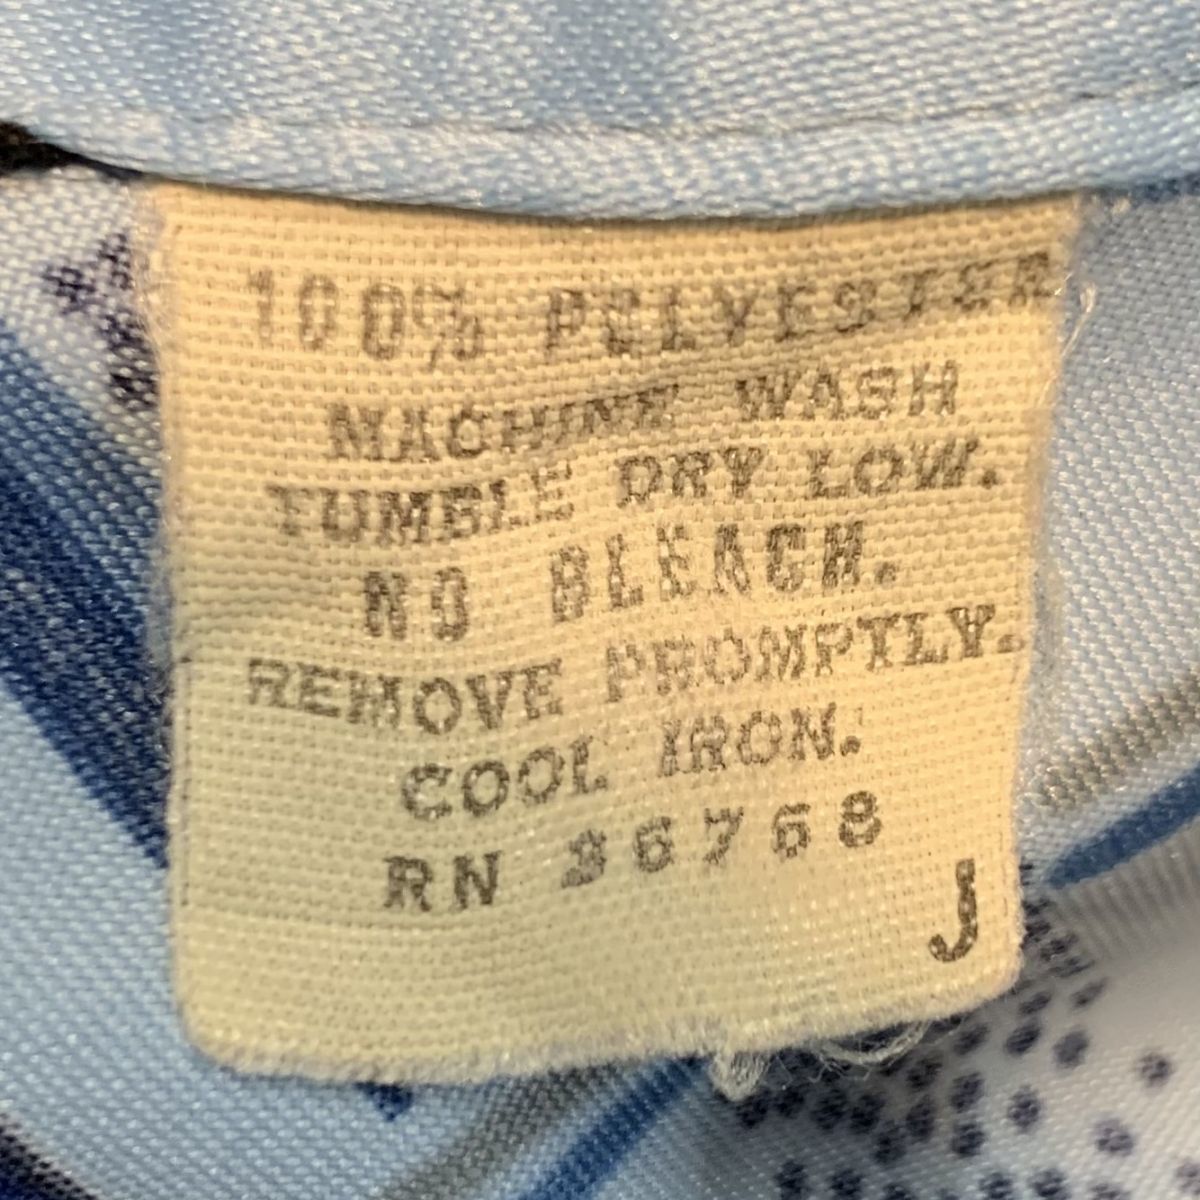 100% POLYESTER
MACHINE WASH
TUMBLE DRY LOW.
NO BLEACH.
REMOVE PROMPTLY.
COOL IRON.
RN 36768
J